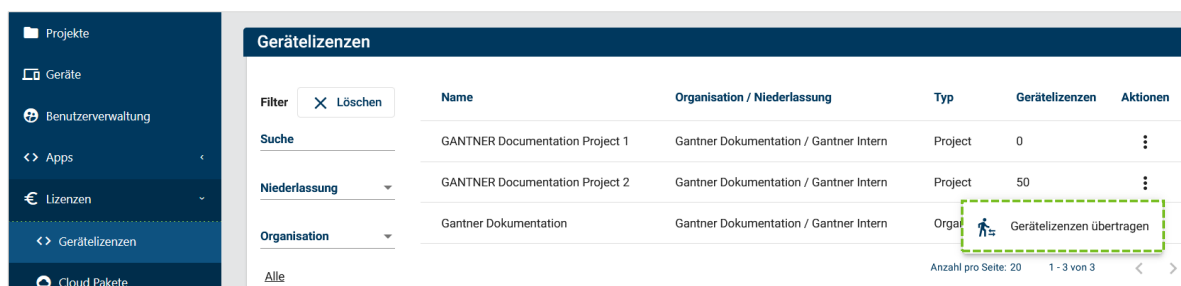 Projekte
Geräte
Benutzerverwaltung
Apps
Lizenzen
Gerätelizenzen
Cloud Pakete
Gerätelizenzen
Filter Löschen
Suche
Niederlassung
Organisation
Alle
Name Organisation / Niederlassung Typ Gerätelizenzen Aktionen
GANTNER Documentation Project 1 Gantner Dokumentation / Gantner Intern Project 0
GANTNER Documentation Project 2 Gantner Dokumentation / Gantner Intern Project 50
Gantner Dokumentation Gantner Dokumentation / Gantner Intern Orga
Gerätelizenzen übertragen
Anzahl pro Seite: 20 1 - 3 von 3